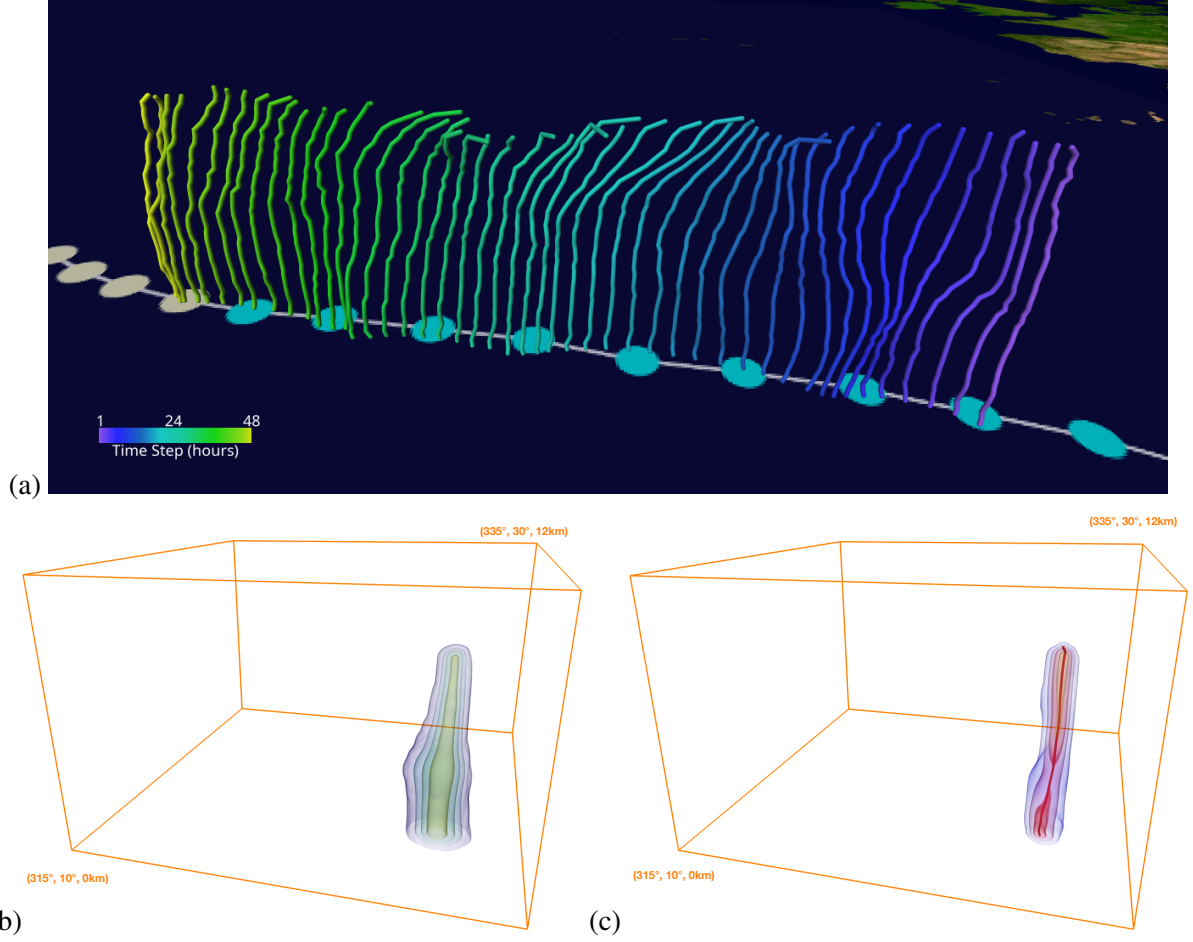 1 24 48
Time Step (hours)
(a)
(335°, 30°, 12km)
(335°, 30°, 12km)
(315°, 10°, 0km)
(315°, 10°, 0km)
b)
(c)